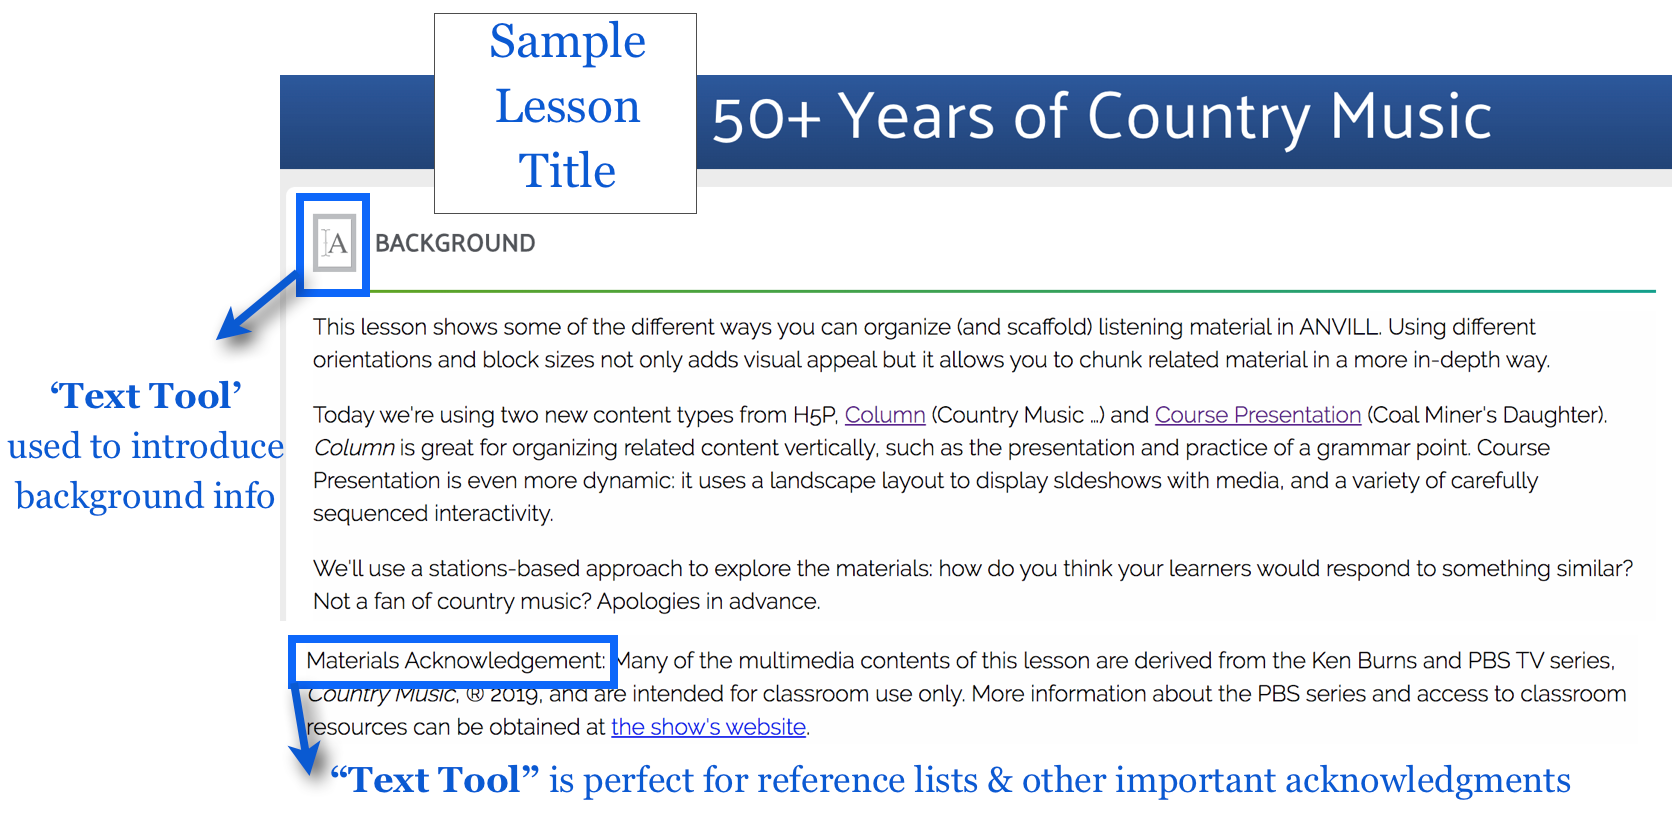 Sample
Lesson
Title
50+ Years of Country Music
A
BACKGROUND
This lesson shows some of the different ways you can organize (and scaffold) listening material in ANVILL. Using different
orientations and block sizes not only adds visual appeal but it allows you to chunk related material in a more in-depth way.
‘Text Tool’
used to introduce
background info
Today we're using two new content types from H5P, Column (Country Music ...) and Course Presentation (Coal Miner's Daughter).
Column is great for organizing related content vertically, such as the presentation and practice of a grammar point. Course
Presentation is even more dynamic: it uses a landscape layout to display sldeshows with media, and a variety of carefully
sequenced interactivity.
We'll use a stations-based approach to explore the materials: how do you think your learners would respond to something similar?
Not a fan of country music? Apologies in advance.
Materials Acknowledgement: Many of the multimedia contents of this lesson are derived from the Ken Burns and PBS TV series,
Country Music, ® 2019, and are intended for classroom use only. More information about the PBS series and access to classroom
resources can be obtained at the show's website.
“Text Tool” is perfect for reference lists & other important acknowledgments